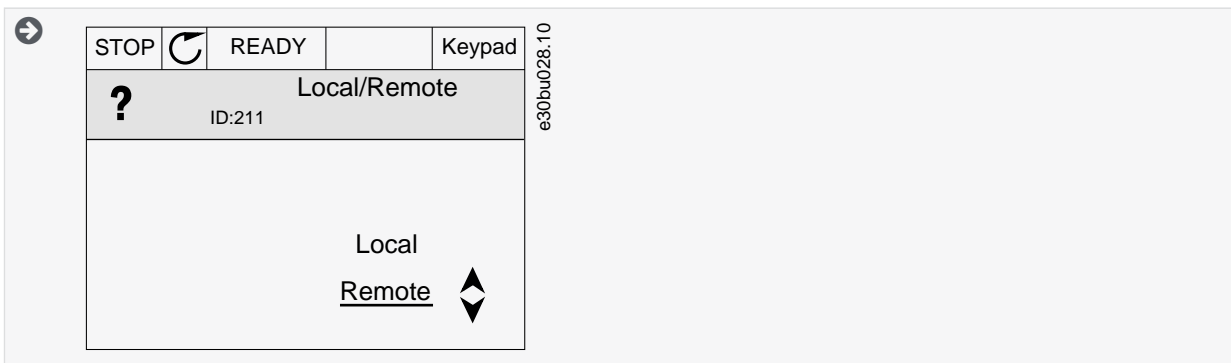 STOP READY Keypad
Local/Remote
ID:211
Local
Remote
e30bu028.10